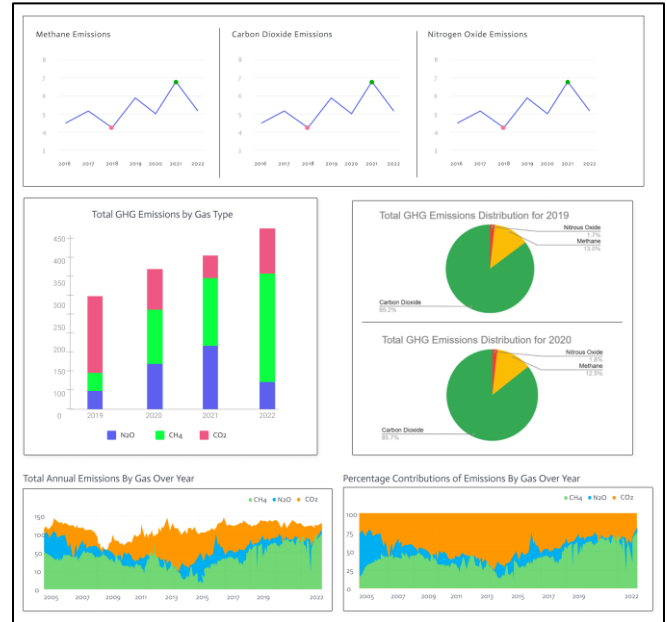 Methane Emissions
8
7
6
5
4
3
2016 2017 2018 2019 2020 2021 2022
Carbon Dioxide Emissions
8
7
6
5
4
3
2016 2017 2018 2019 2020 2021 2022
Nitrogen Oxide Emissions
8
7
6
5
4
3
2016 2017 2018 2019 2020 2021 2022
Total GHG Emissions by Gas Type
450
400
350
300
250
200
150
100
0
2019 2020 2021 2022
N2O CH4 CO2
Total GHG Emissions Distribution for 2019
Nitrous Oxide
1.7%
Methane
13.0%
Carbon Dioxide
85.2%
Total GHG Emissions Distribution for 2020
Nitrous Oxide
1.8%
Methane
12.5%
Carbon Dioxide
85.7%
Total Annual Emissions By Gas Over Year
CH4 N2O CO2
150
100
50
10
0
2005 2007 2009 2011 2013 2015 2017 2019 2022
Percentage Contributions of Emissions By Gas Over Year
CH4 N2O CO2
100
75
50
25
0
2005 2007 2009 2011 2013 2015 2017 2019 2022